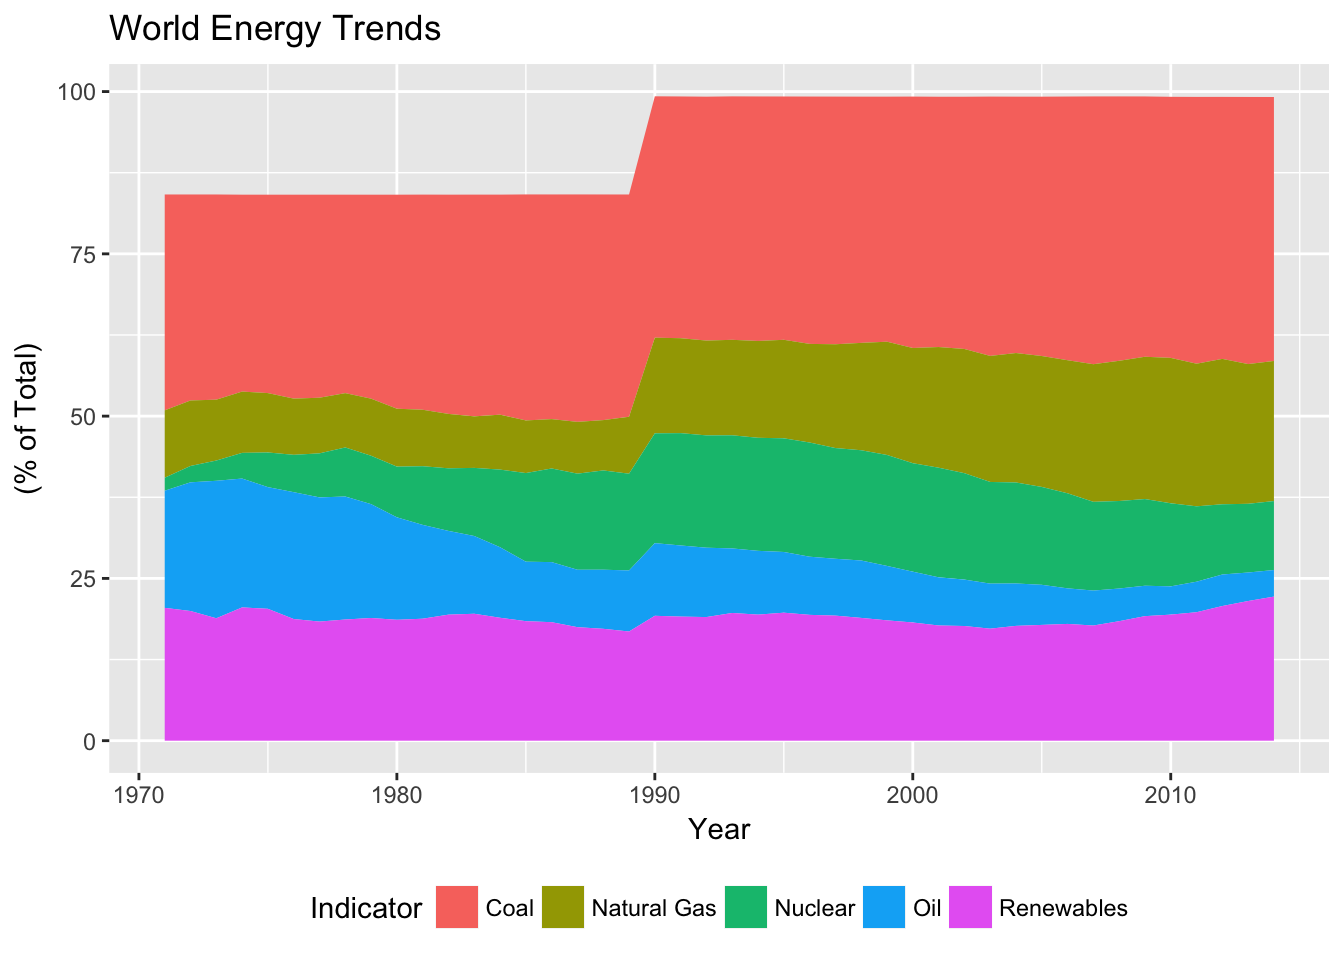 World Energy Trends
100
75
50
25
0
(% of Total)
1970 1980 1990 2000 2010
Year
Indicator Coal Natural Gas Nuclear Oil Renewables